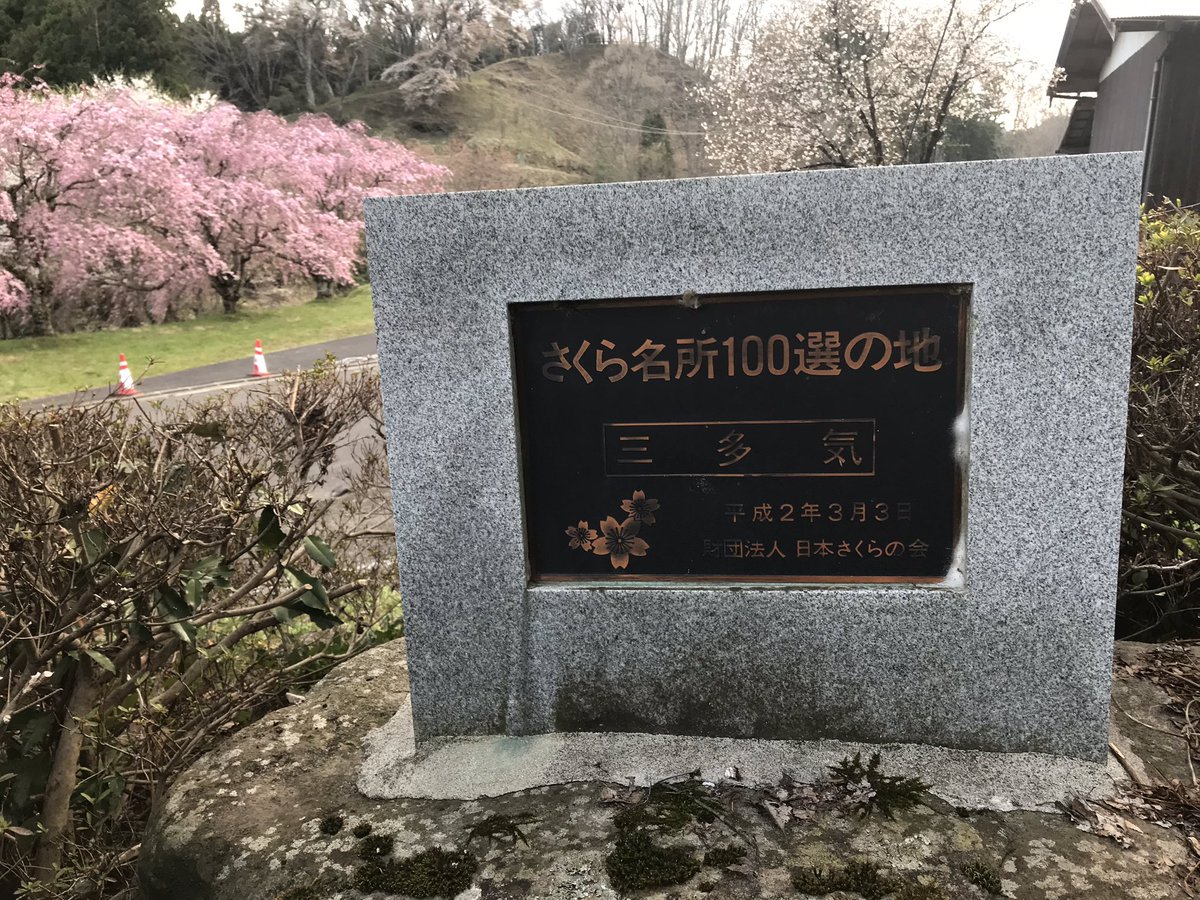 さくら名所100選の地
三多気
平成2年3月3日
財団法人 日本さくらの会